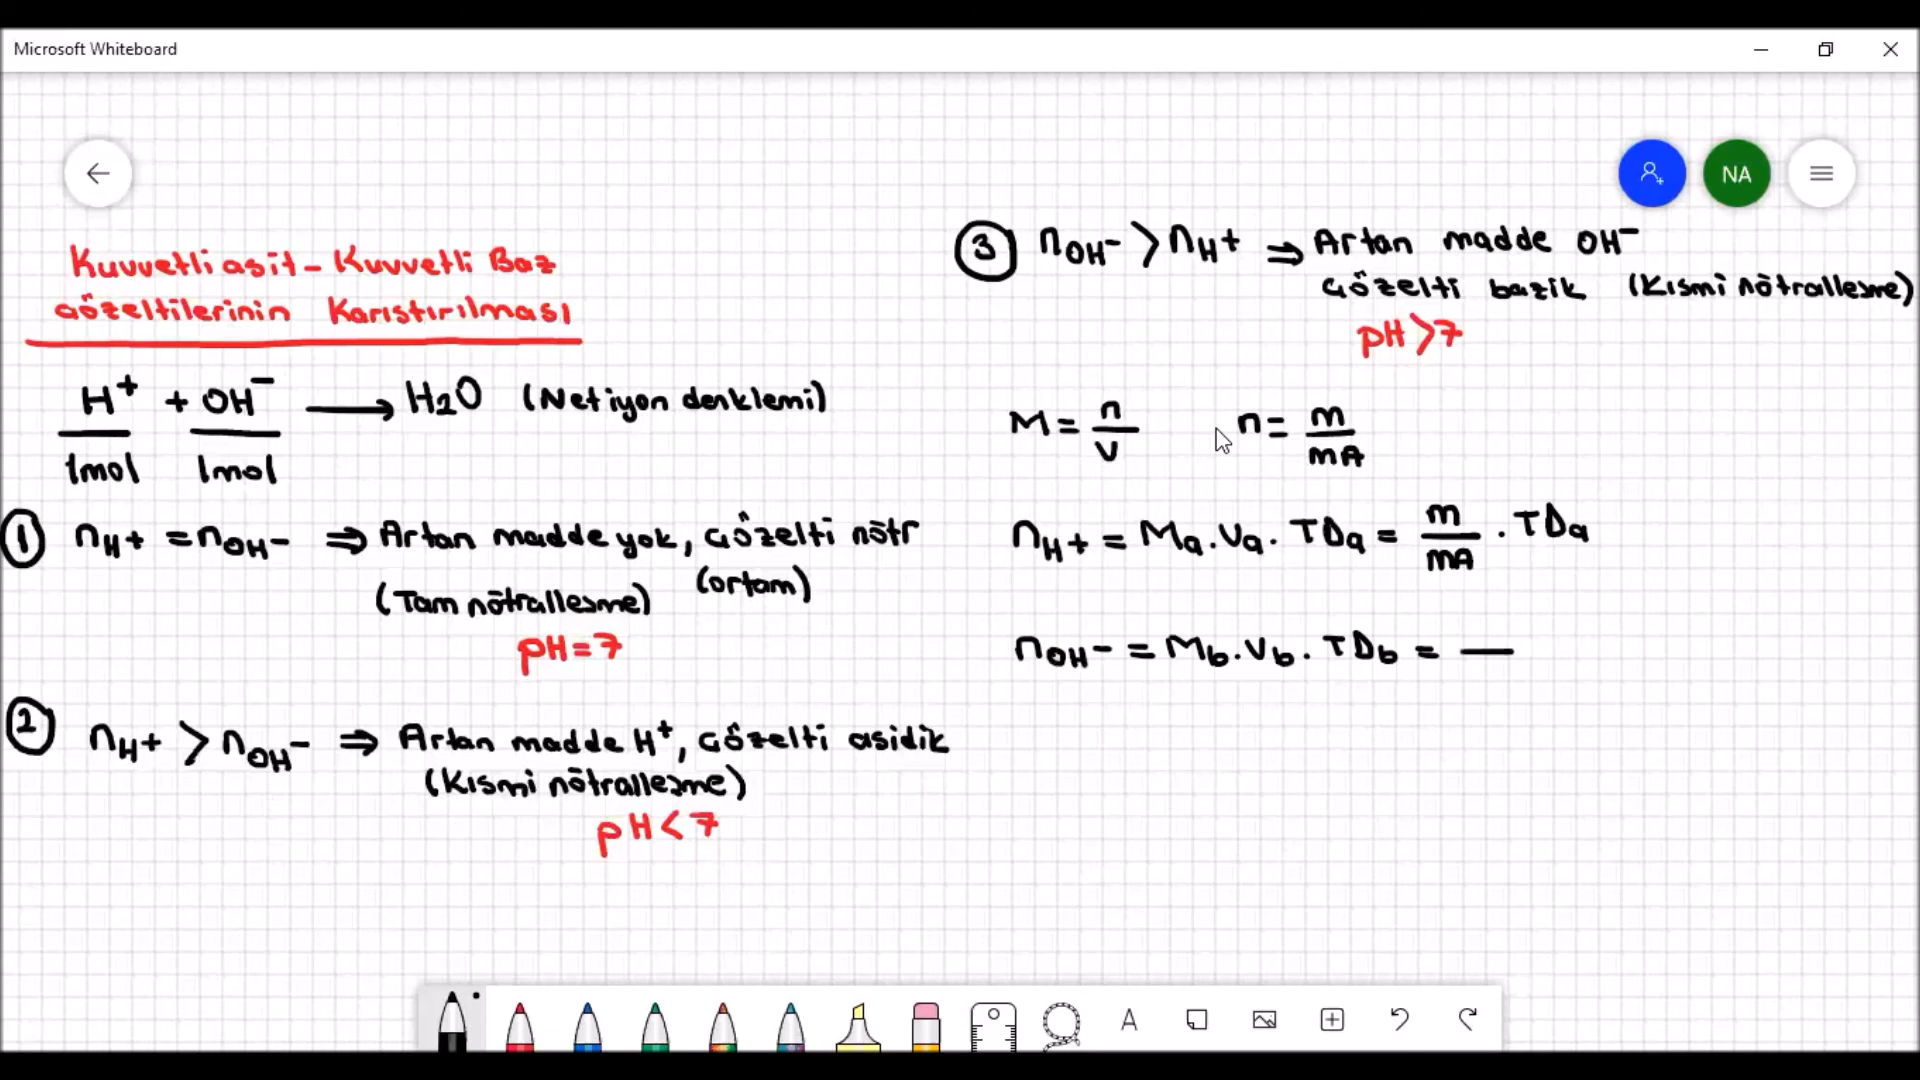 Microsoft Whiteboard
NA
Kuvvetli asit - Kuvvetli Baz
Çözeltilerinin Karıştırılması
H⁺ + OH⁻ ⟶ H₂O (Net iyon denklemi)
1mol 1mol
① nH⁺ = nOH⁻ ⇒ Artan madde yok, Çözelti nötr
(ortam)
(Tam nötralleşme)
pH = 7
② nH⁺ > nOH⁻ ⇒ Artan madde H⁺, Çözelti asidik
(Kısmi nötralleşme)
pH < 7
③ nOH⁻ > nH⁺ ⇒ Artan madde OH⁻
Çözelti bazik (Kısmi nötralleşme)
pH > 7
M = n/V n = m/mA
nH⁺ = Ma.Va.TDa = m/mA . TDa
nOH⁻ = Mb.Vb.TDb = —